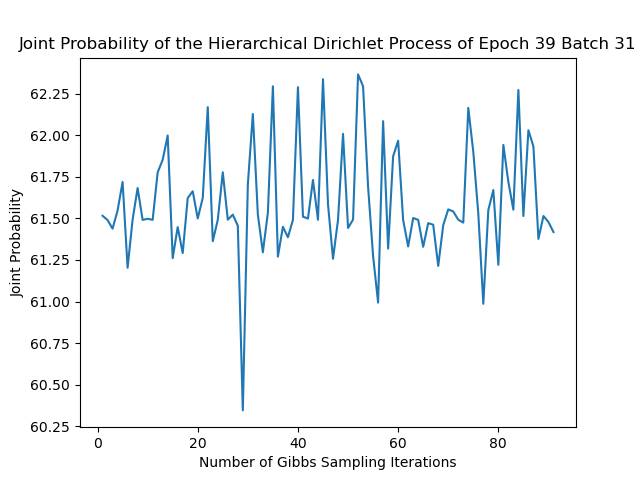 Joint Probability of the Hierarchical Dirichlet Process of Epoch 39 Batch 31
62.25
62.00
61.75
61.50
61.25
61.00
60.75
60.50
60.25
Joint Probability
0 20 40 60 80
Number of Gibbs Sampling Iterations